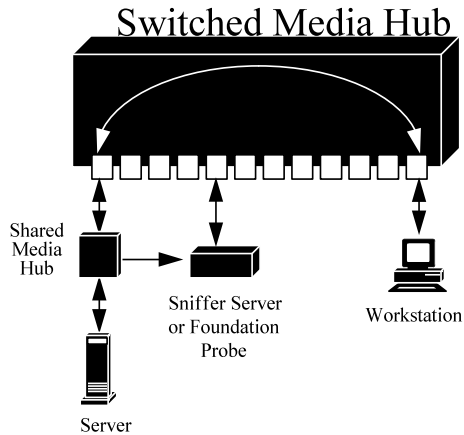 Switched Media Hub
Shared
Media
Hub
Sniffer Server
or Foundation
Probe
Workstation
Server